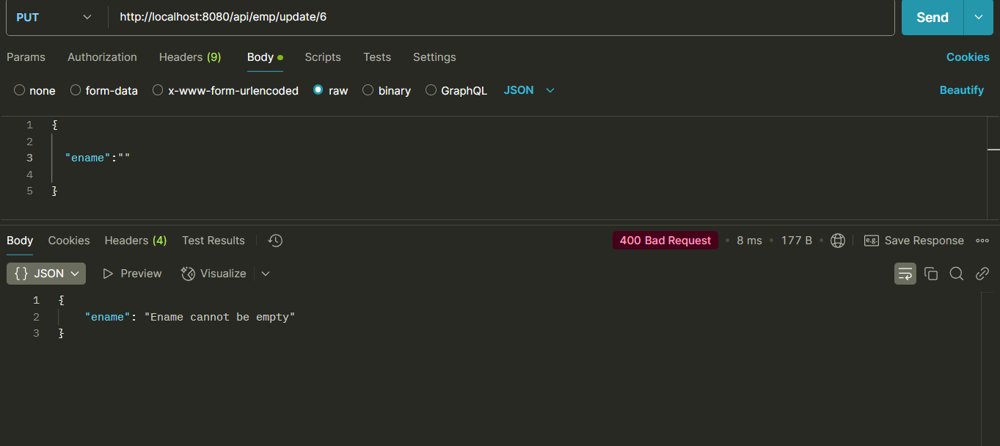 PUT http://localhost:8080/api/emp/update/6 Send
Params Authorization Headers (9) Body Scripts Tests Settings Cookies
none form-data x-www-form-urlencoded raw binary GraphQL JSON Beautify
1 {
2
3 "ename":""
4
5 }
Body Cookies Headers (4) Test Results 400 Bad Request 8 ms 177 B e.g. Save Response
{ } JSON Preview Visualize
1 {
2 "ename": "Ename cannot be empty"
3 }